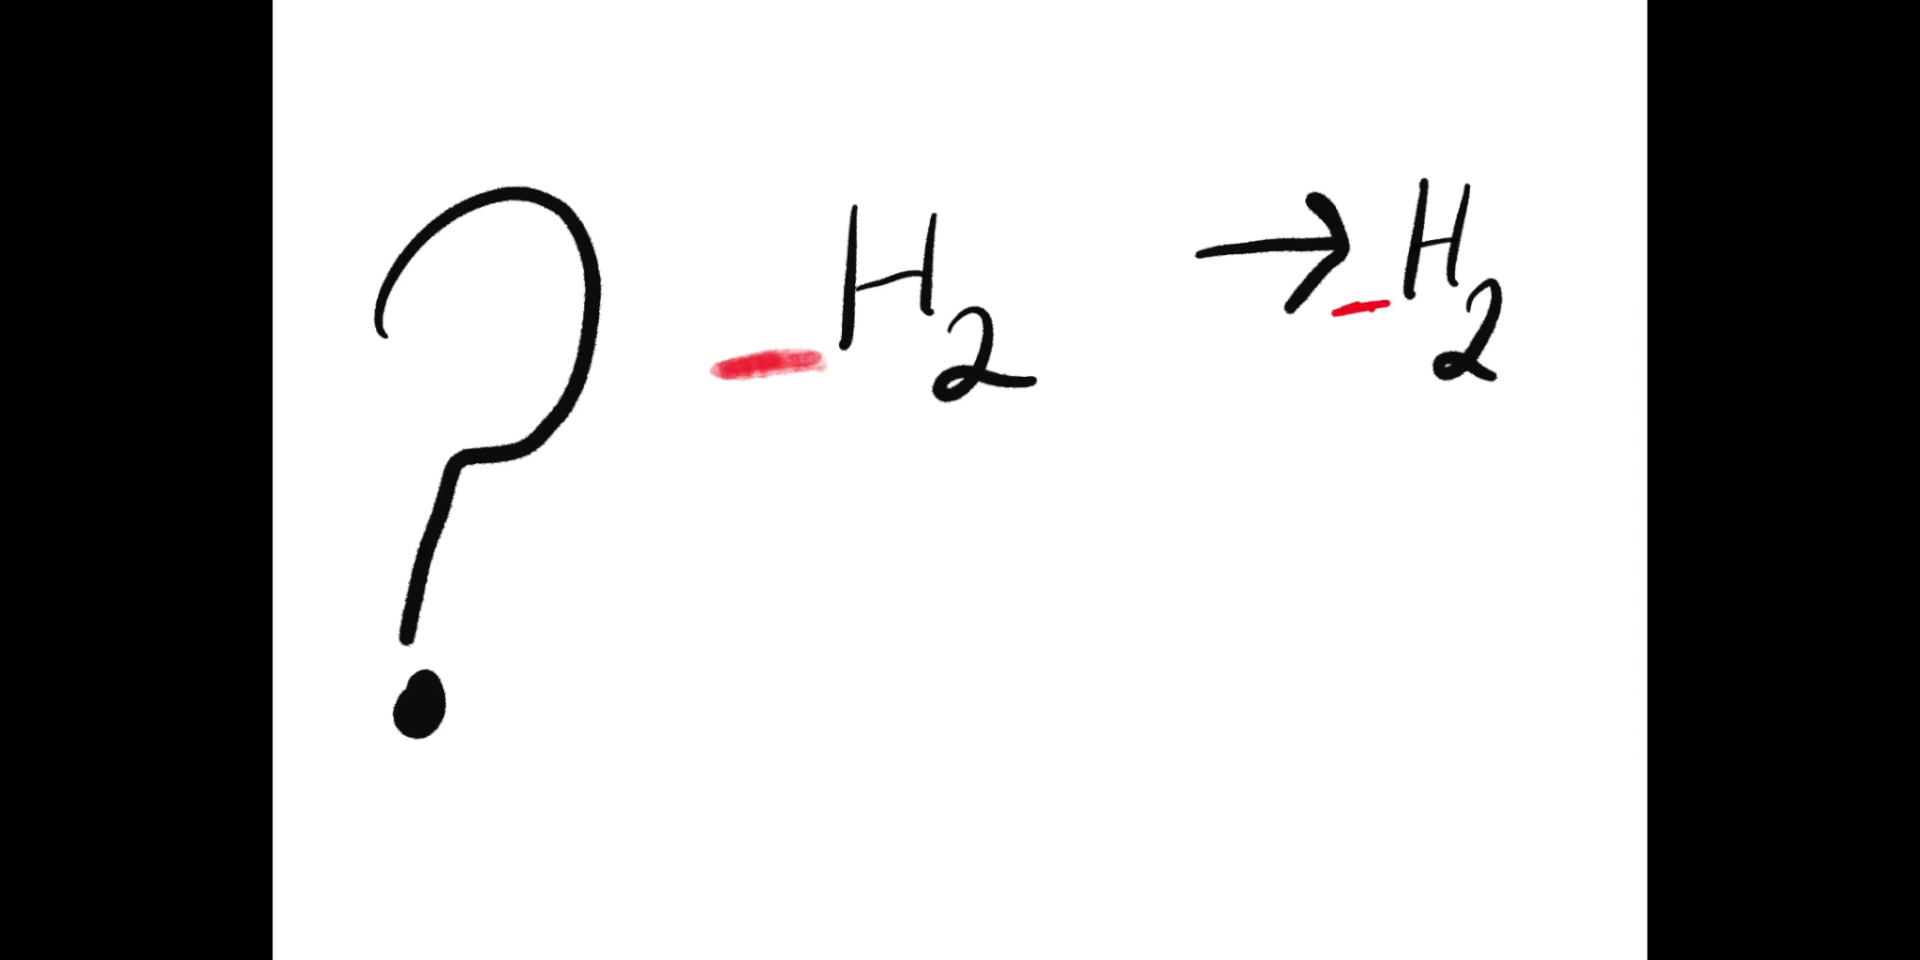 ? _H₂ → _H₂